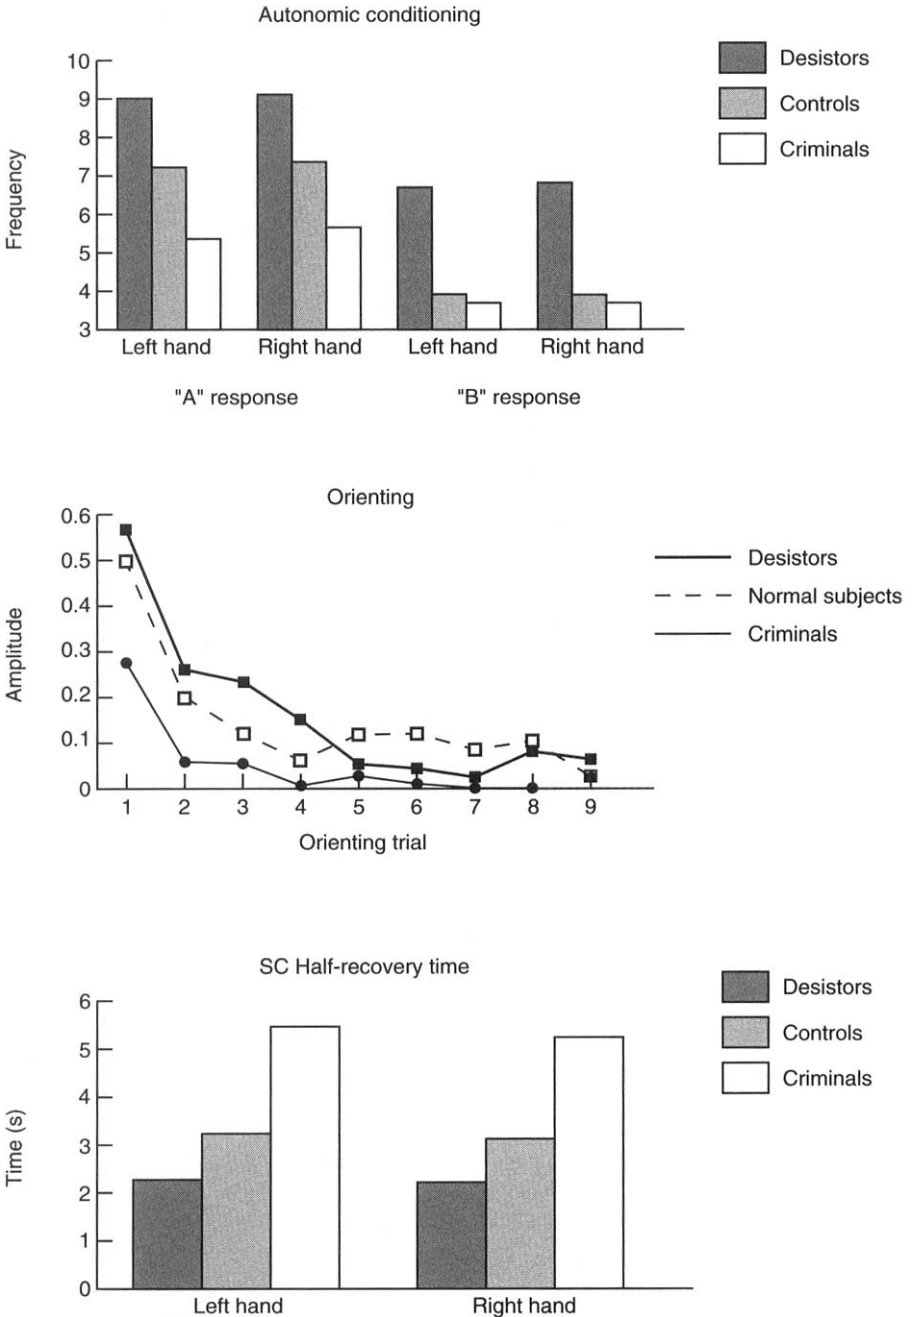 Autonomic conditioning
Frequency
10
9
8
7
6
5
4
3
Left hand Right hand Left hand Right hand
"A" response "B" response
Desistors
Controls
Criminals
Orienting
Amplitude
0.6
0.5
0.4
0.3
0.2
0.1
0
1 2 3 4 5 6 7 8 9
Orienting trial
Desistors
Normal subjects
Criminals
SC Half-recovery time
Time (s)
6
5
4
3
2
1
0
Left hand Right hand
Desistors
Controls
Criminals